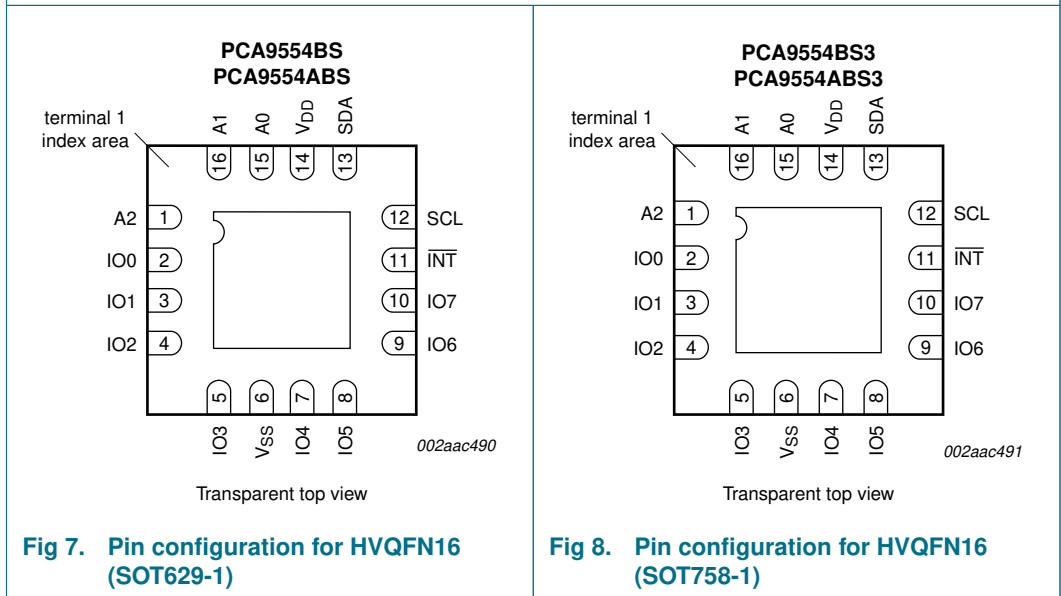 PCA9554BS
PCA9554ABS
terminal 1
index area
A1
A0
VDD
SDA
16
15
14
13
A2
1
12
SCL
IO0
2
11
INT
IO1
3
10
IO7
IO2
4
9
IO6
5
6
7
8
IO3
VSS
IO4
IO5
002aac490
Transparent top view
Fig 7. Pin configuration for HVQFN16
(SOT629-1)
PCA9554BS3
PCA9554ABS3
terminal 1
index area
A1
A0
VDD
SDA
16
15
14
13
A2
1
12
SCL
IO0
2
11
INT
IO1
3
10
IO7
IO2
4
9
IO6
5
6
7
8
IO3
VSS
IO4
IO5
002aac491
Transparent top view
Fig 8. Pin configuration for HVQFN16
(SOT758-1)